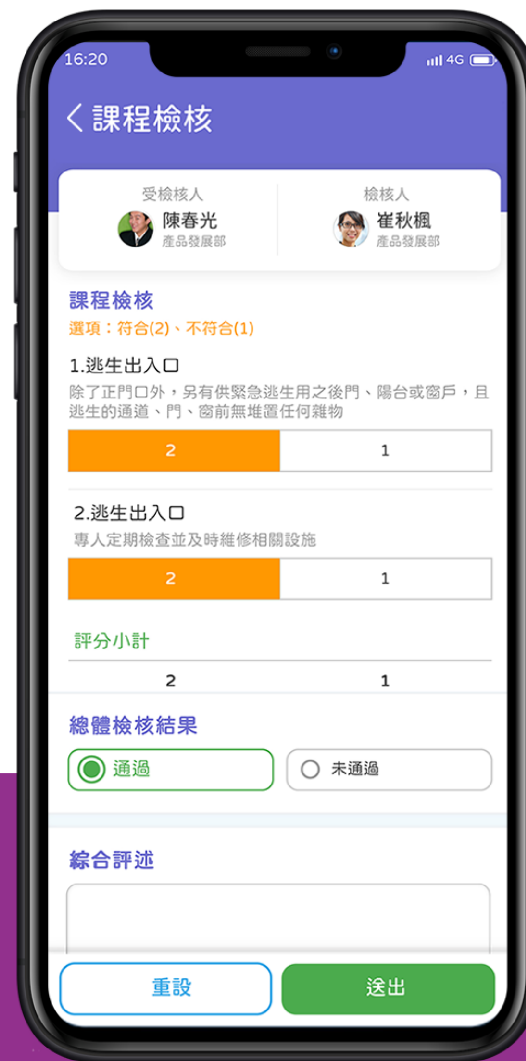 16:20
4G
課程檢核
受檢核人
陳春光
產品發展部
檢核人
崔秋楓
產品發展部
課程檢核
選項：符合(2)、不符合(1)
1.逃生出入口
除了正門口外，另有供緊急逃生用之後門、陽台或窗戶，且
逃生的通道、門、窗前無堆置任何雜物
2 1
2.逃生出入口
專人定期檢查並及時維修相關設施
2 1
評分小計
2 1
總體檢核結果
通過 未通過
綜合評述
重設 送出